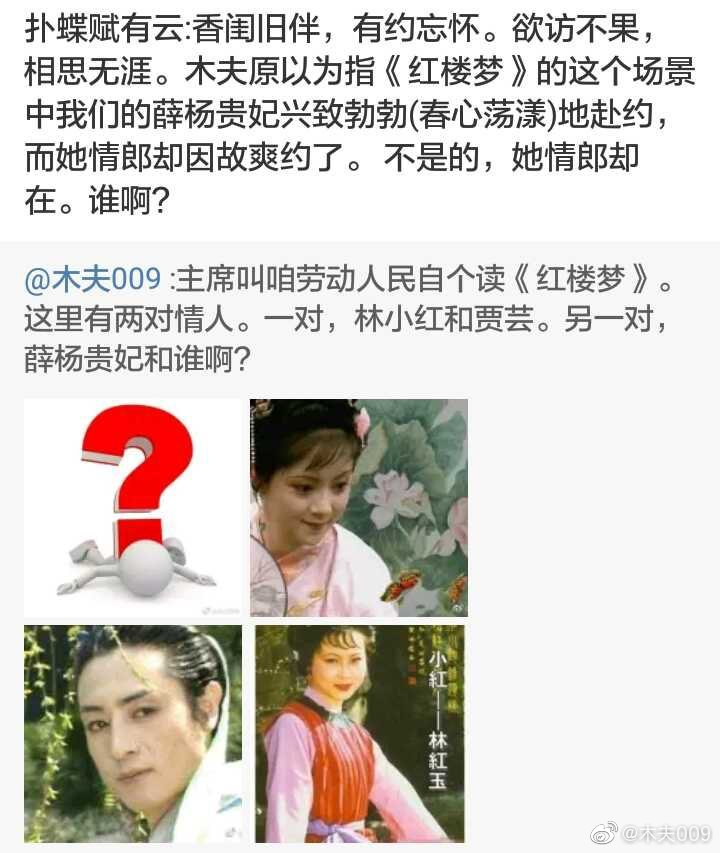 扑蝶赋有云:香闺旧伴，有约忘怀。欲访不果，
相思无涯。木夫原以为指《红楼梦》的这个场景
中我们的薛杨贵妃兴致勃勃(春心荡漾)地赴约，
而她情郎却因故爽约了。 不是的，她情郎却
在。谁啊?
@木夫009 :主席叫咱劳动人民自个读《红楼梦》。
这里有两对情人。一对，林小红和贾芸。另一对，
薛杨贵妃和谁啊?
小紅——林紅玉
@木夫009